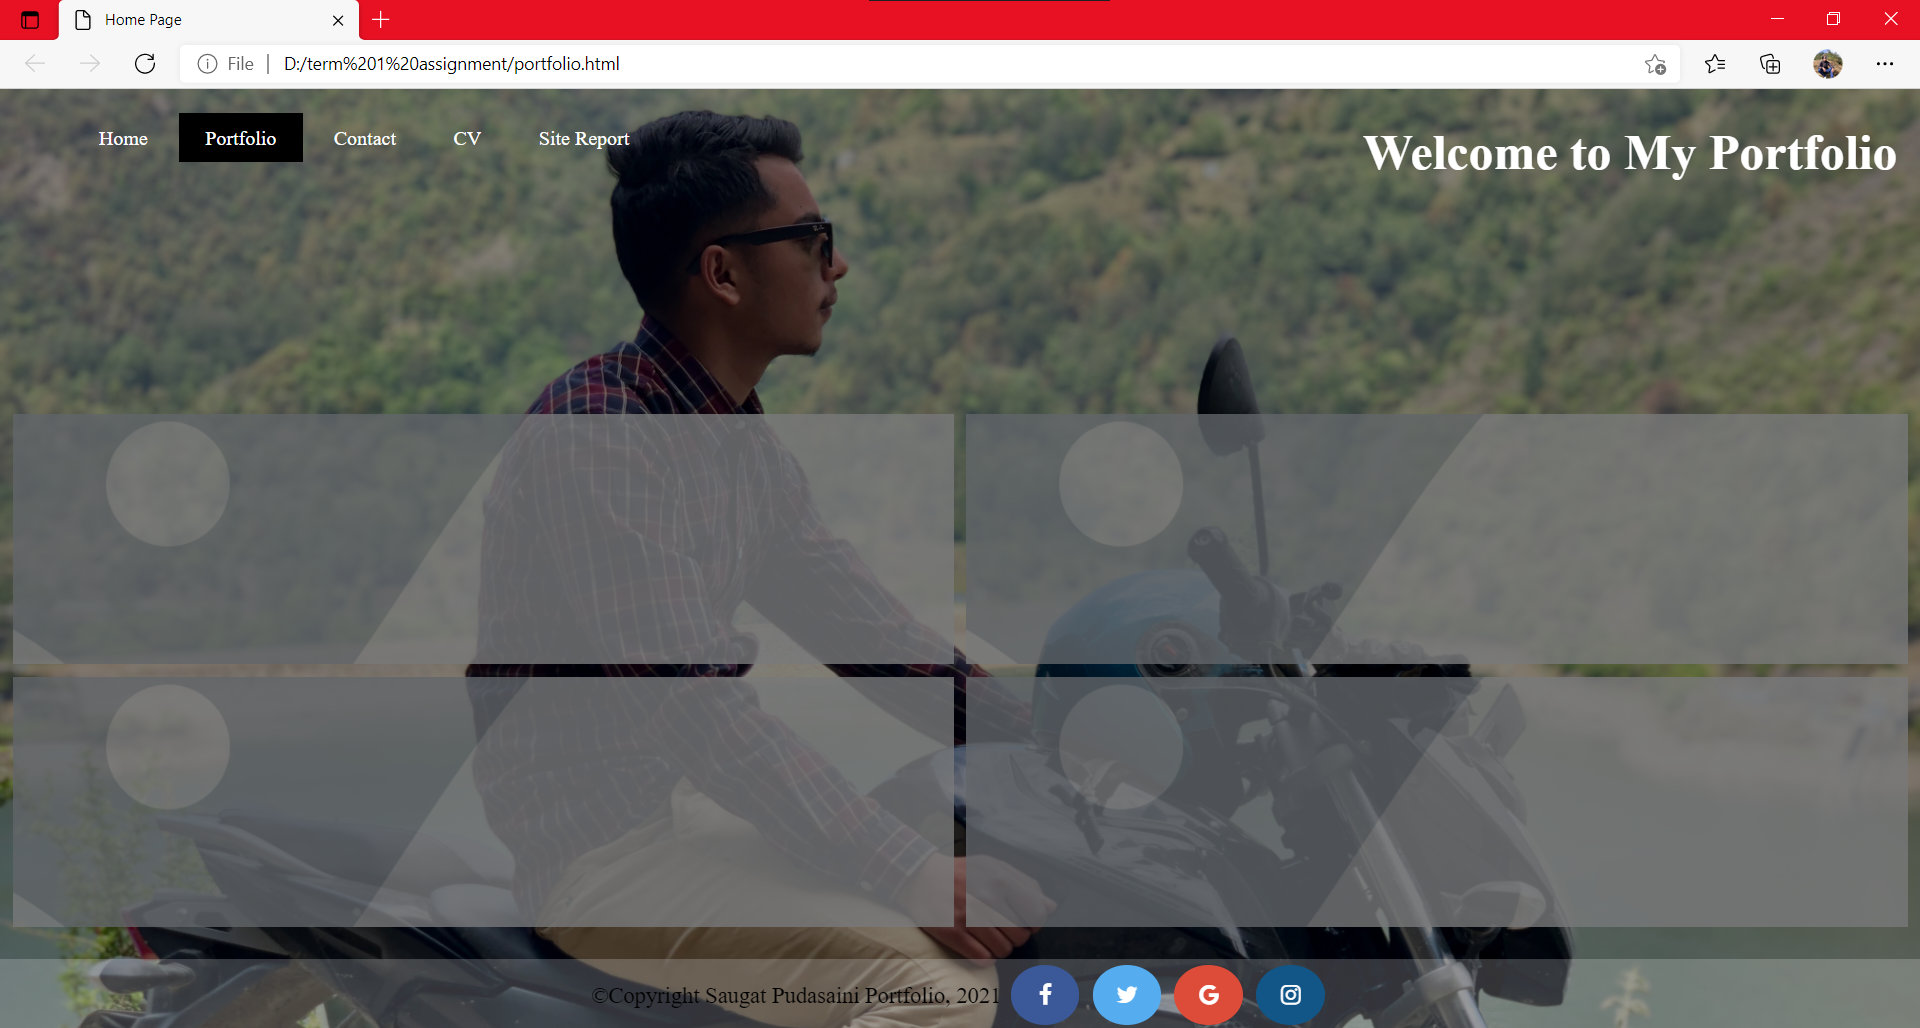 Home Page
File
D:/term%201%20assignment/portfolio.html
Home
Portfolio
Contact
CV
Site Report
Welcome to My Portfolio
©Copyright Saugat Pudasaini Portfolio, 2021